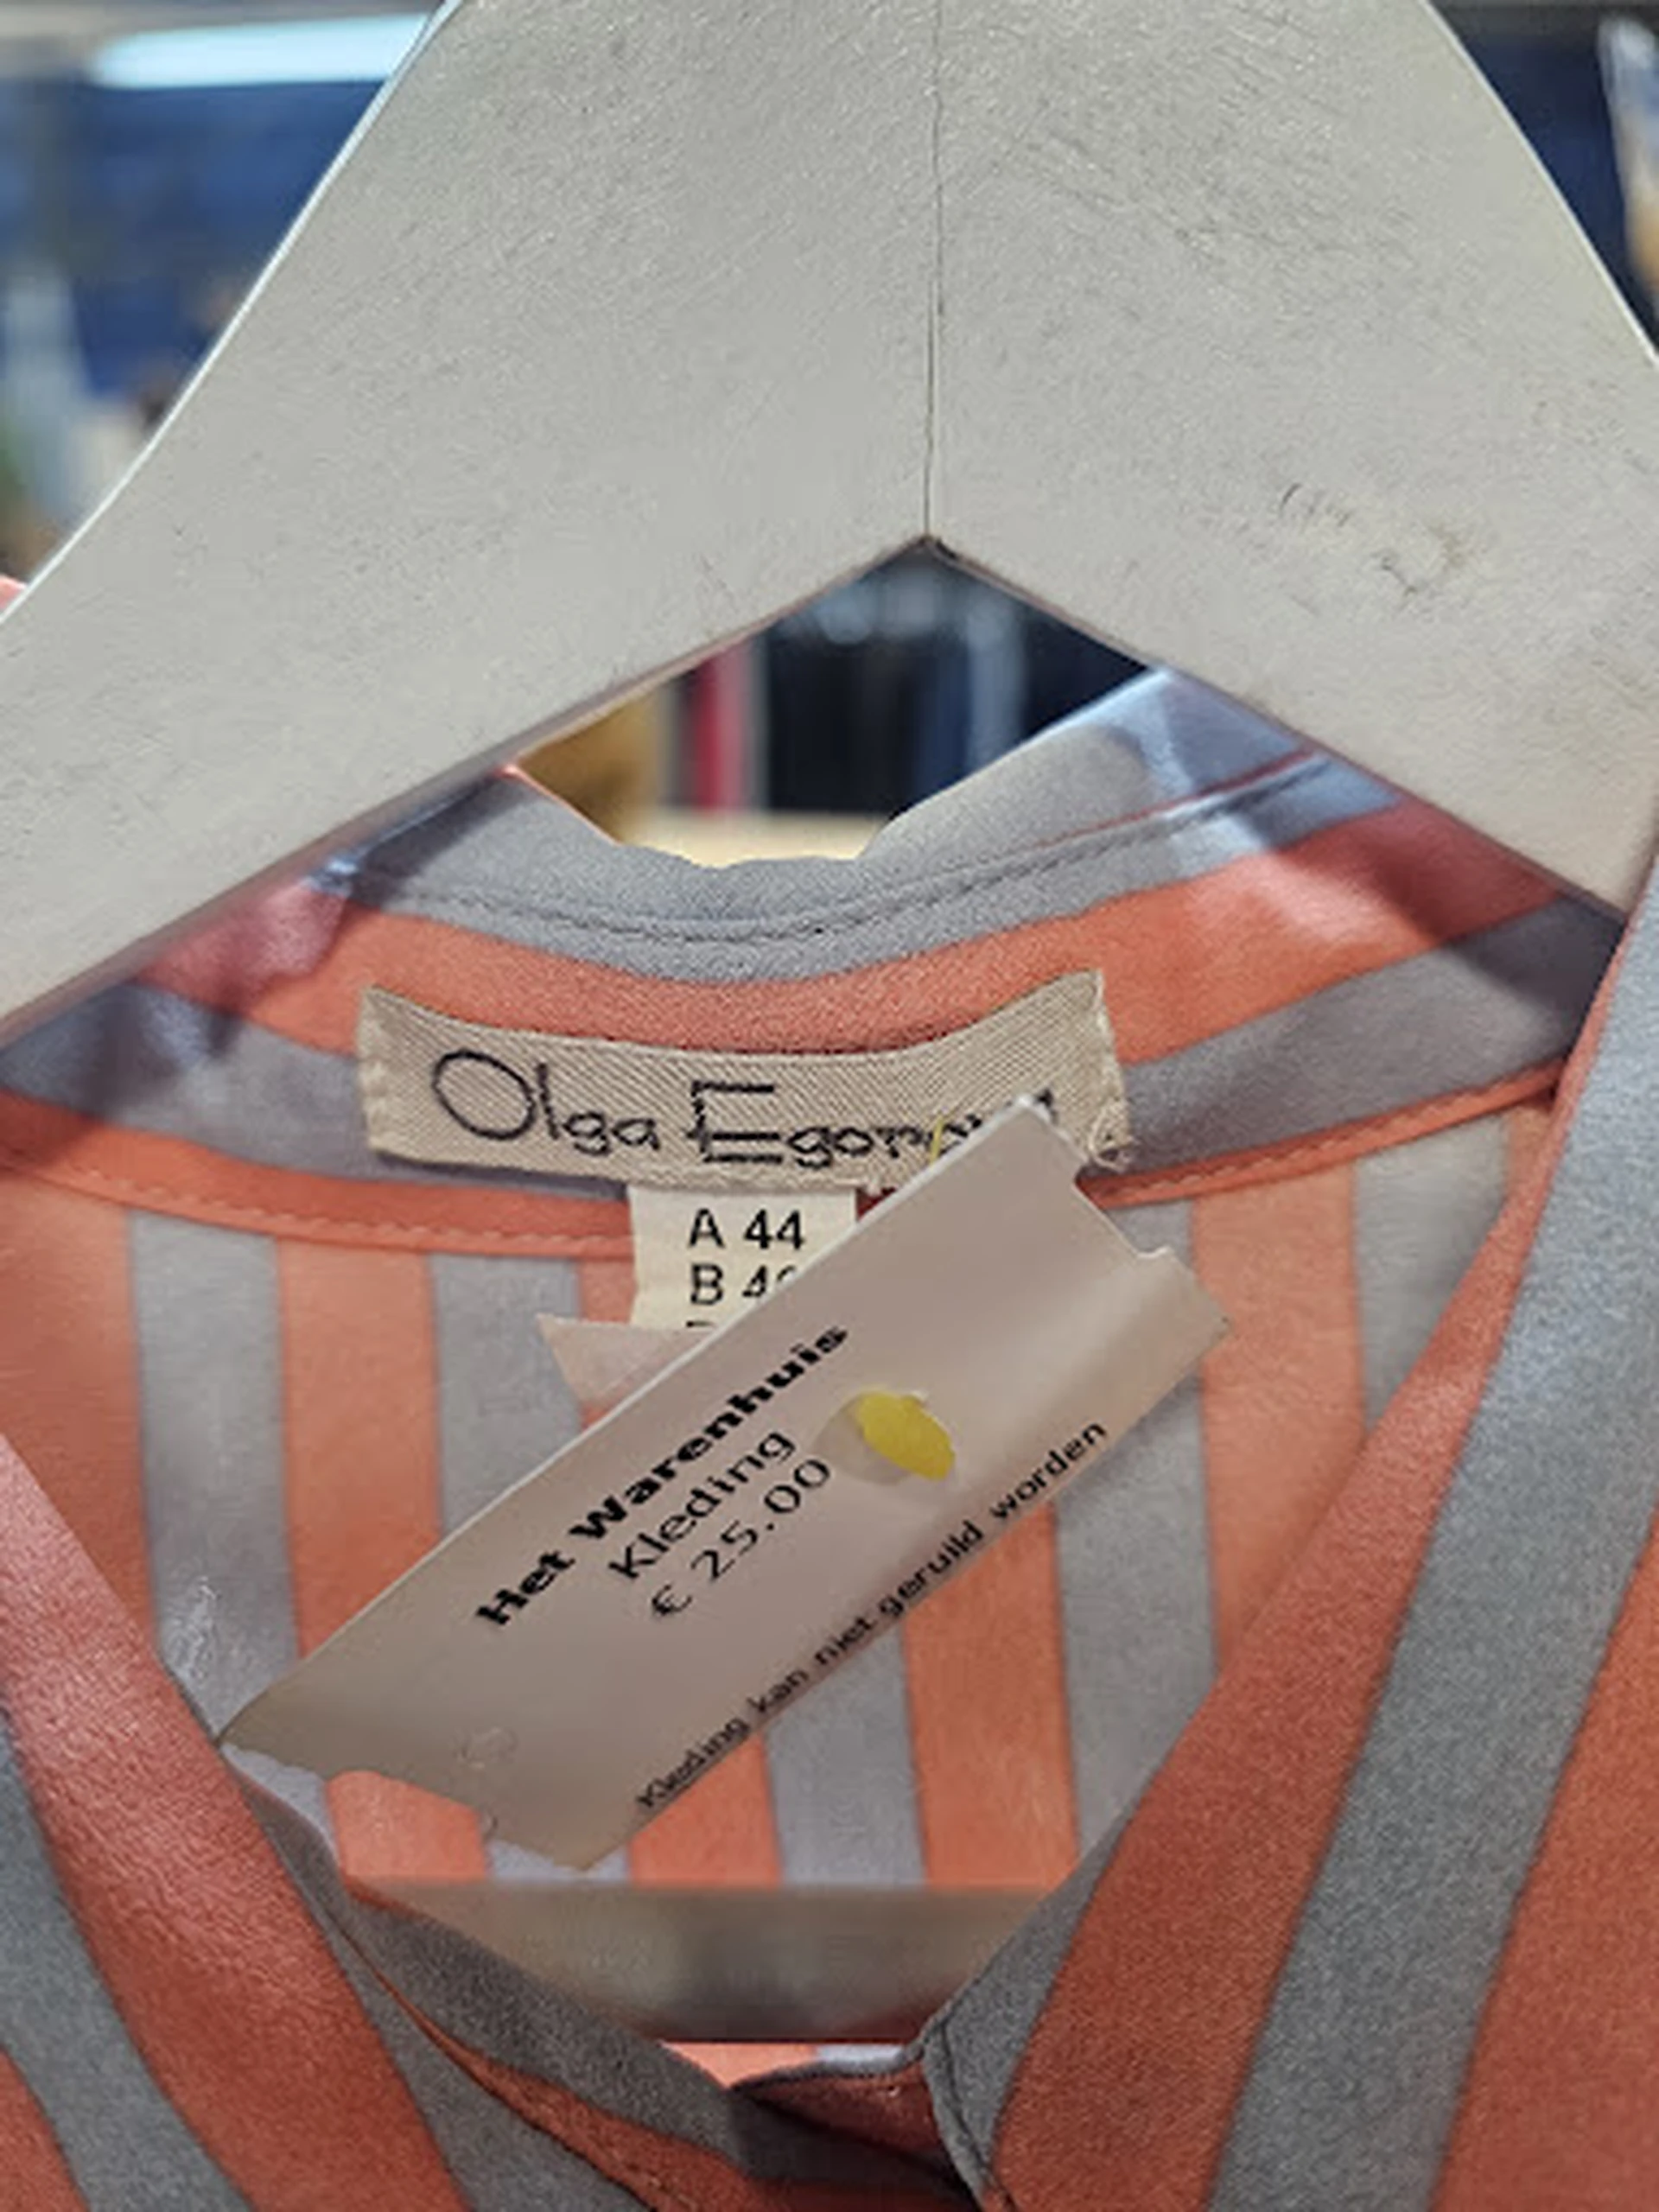 Olga
A 44
B
Het Warenhuis
Kleding
€ 25.00
Kleding kan niet geruild worden